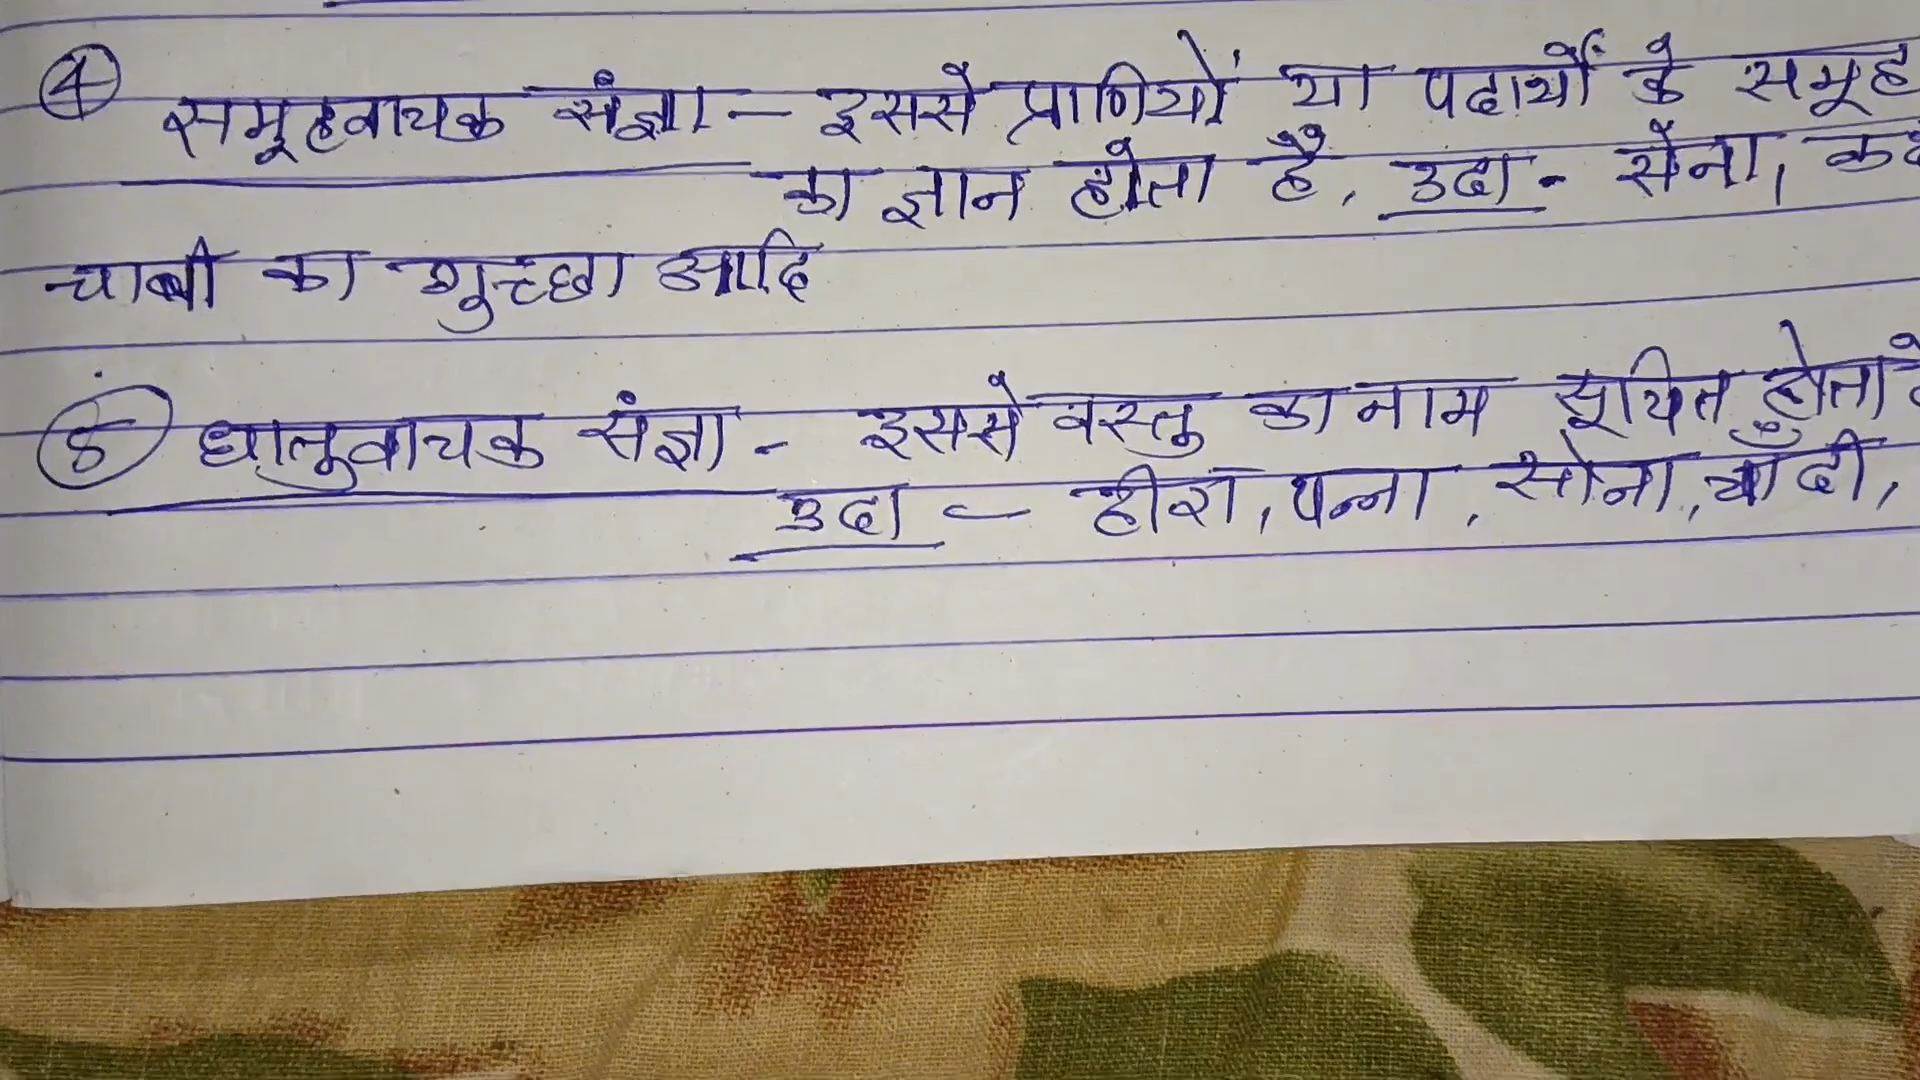 ④ समूहवाचक संज्ञा - इससे प्राणियों या पदार्थों के समूह
का ज्ञान होता है, उदा - सेना,
चाबी का गुच्छा आदि
⑤ धातुवाचक संज्ञा - इससे वस्तु का नाम सूचित होता
उदा - हीरा, पन्ना, सोना, चाँदी,